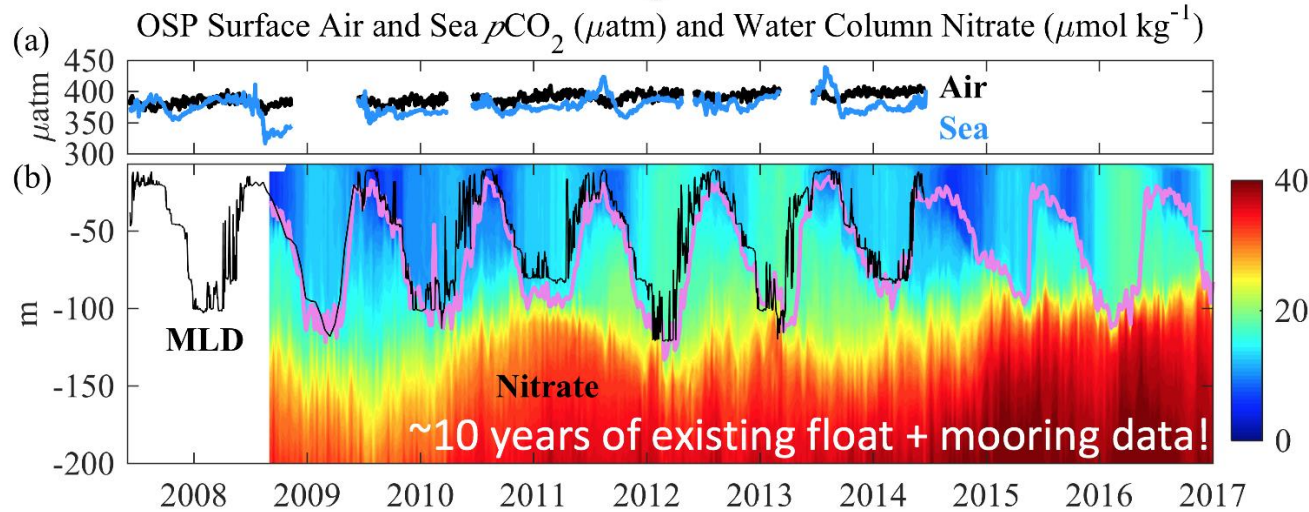 OSP Surface Air and Sea pCO₂ (μatm) and Water Column Nitrate (μmol kg⁻¹)
(a)
450
400
350
300
μatm
Air
Sea
(b)
-50
-100
-150
-200
m
MLD
Nitrate
~10 years of existing float + mooring data!
40
20
0
2008 2009 2010 2011 2012 2013 2014 2015 2016 2017